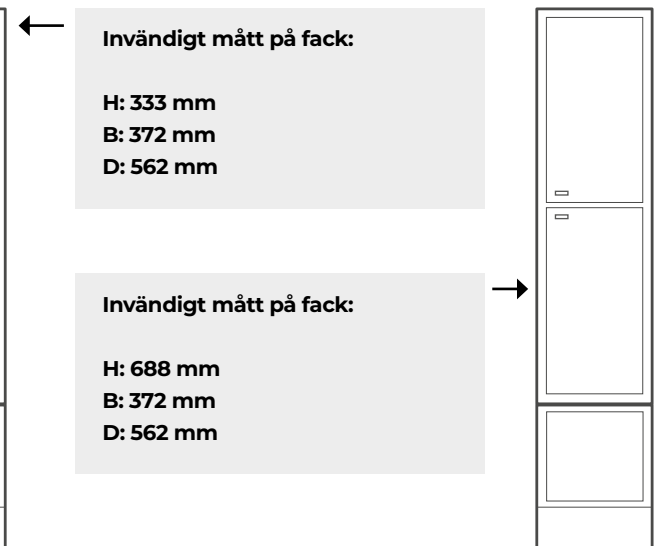 Invändigt mått på fack:
H: 333 mm
B: 372 mm
D: 562 mm
Invändigt mått på fack:
H: 688 mm
B: 372 mm
D: 562 mm